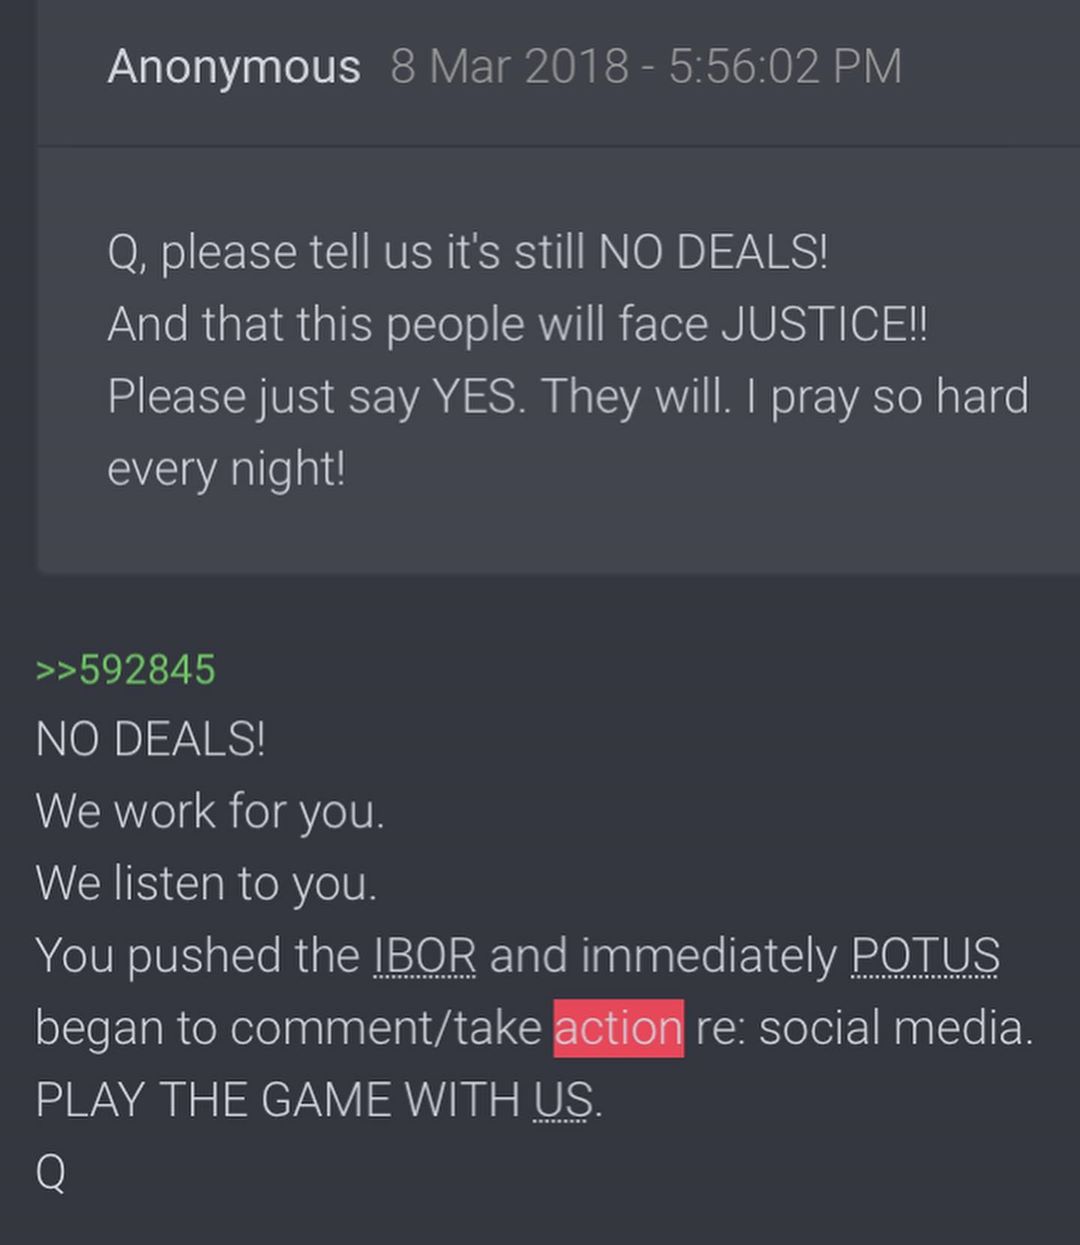 Anonymous 8 Mar 2018 - 5:56:02 PM
Q, please tell us it's still NO DEALS!
And that this people will face JUSTICE!!
Please just say YES. They will. I pray so hard
every night!
>>592845
NO DEALS!
We work for you.
We listen to you.
You pushed the IBOR and immediately POTUS
began to comment/take action re: social media.
PLAY THE GAME WITH US.
Q